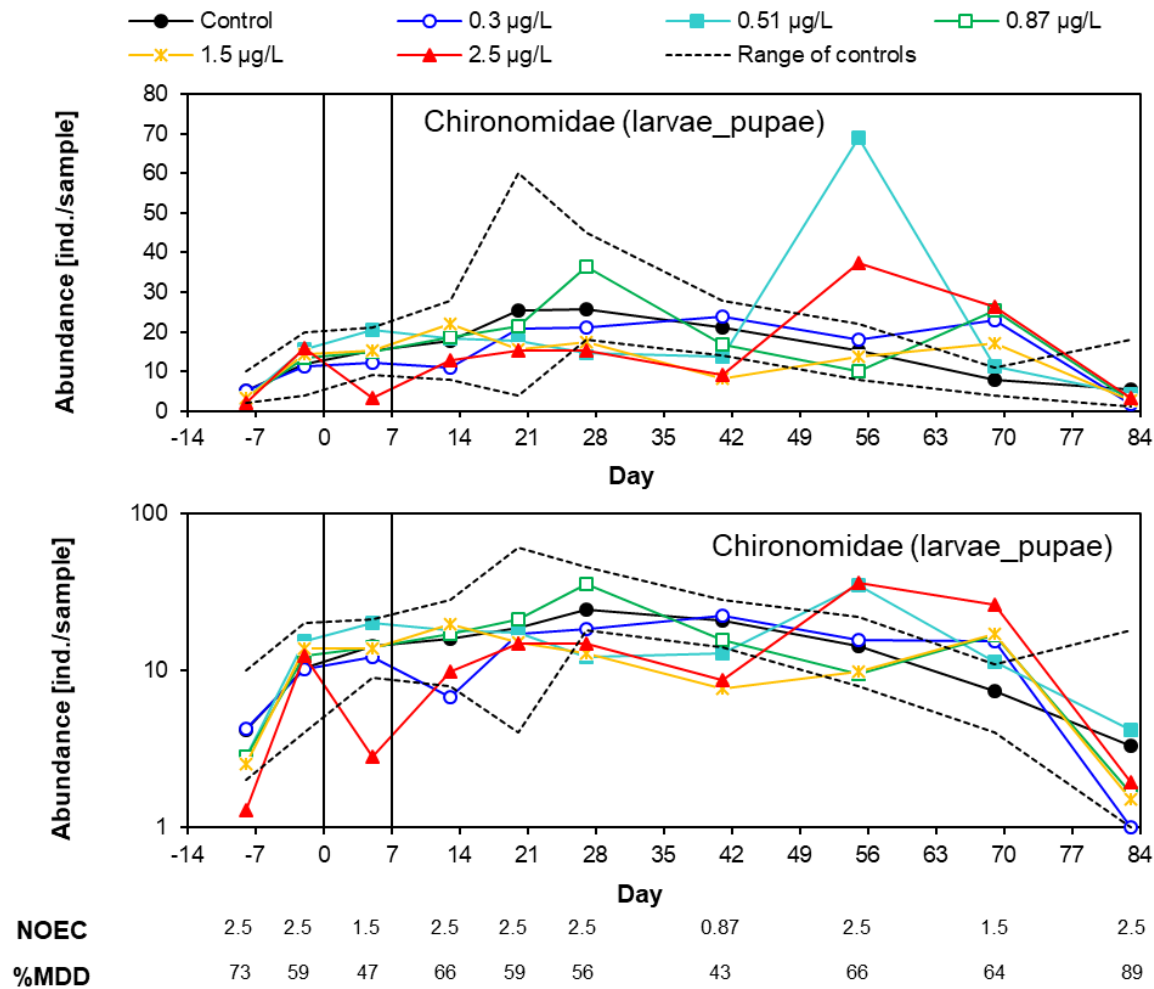 Control 0.3 µg/L 0.51 µg/L 0.87 µg/L
1.5 µg/L 2.5 µg/L Range of controls
Abundance [ind./sample]
80
70
60
50
40
30
20
10
0
Chironomidae (larvae_pupae)
-14 -7 0 7 14 21 28 35 42 49 56 63 70 77 84
Day
Abundance [ind./sample]
100
10
1
Chironomidae (larvae_pupae)
-14 -7 0 7 14 21 28 35 42 49 56 63 70 77 84
Day
NOEC 2.5 2.5 1.5 2.5 2.5 2.5 0.87 2.5 1.5 2.5
%MDD 73 59 47 66 59 56 43 66 64 89